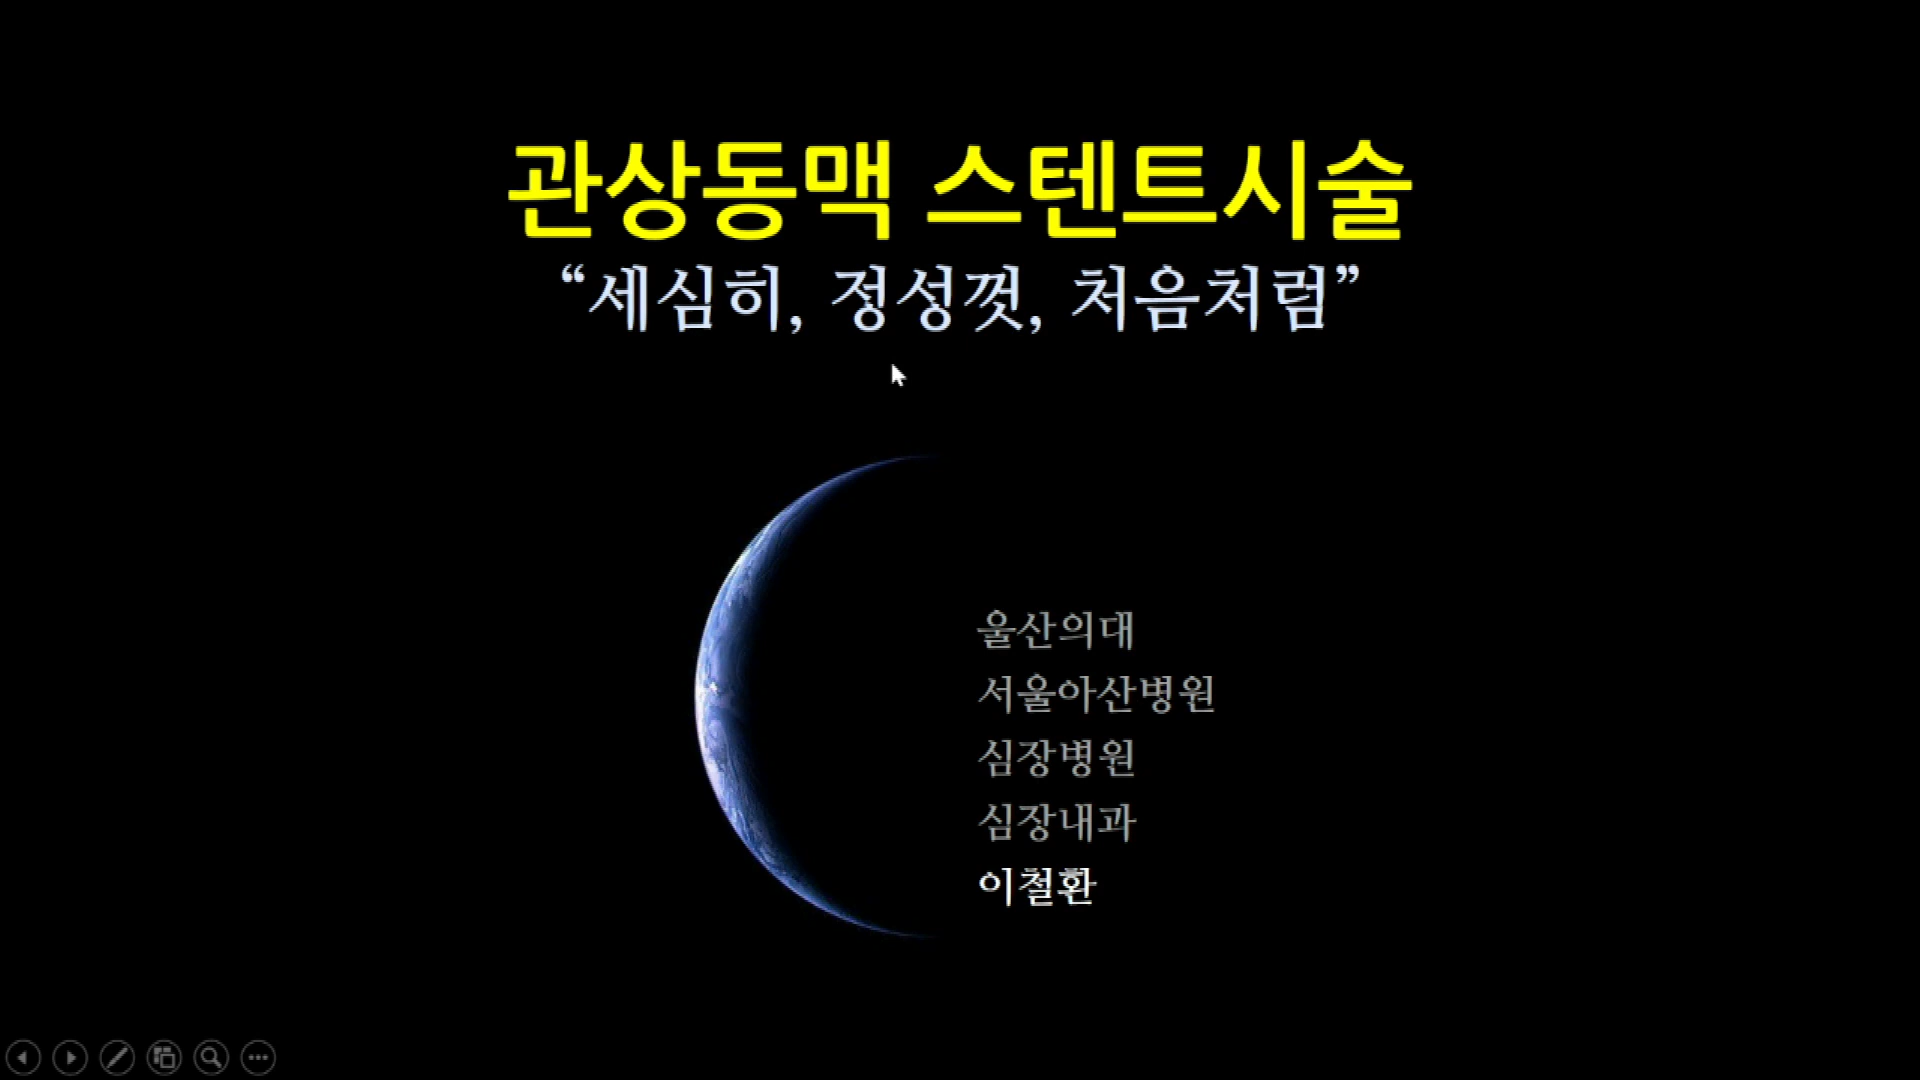 관상동맥 스텐트시술
“세심히, 정성껏, 처음처럼”
울산의대
서울아산병원
심장병원
심장내과
이철환